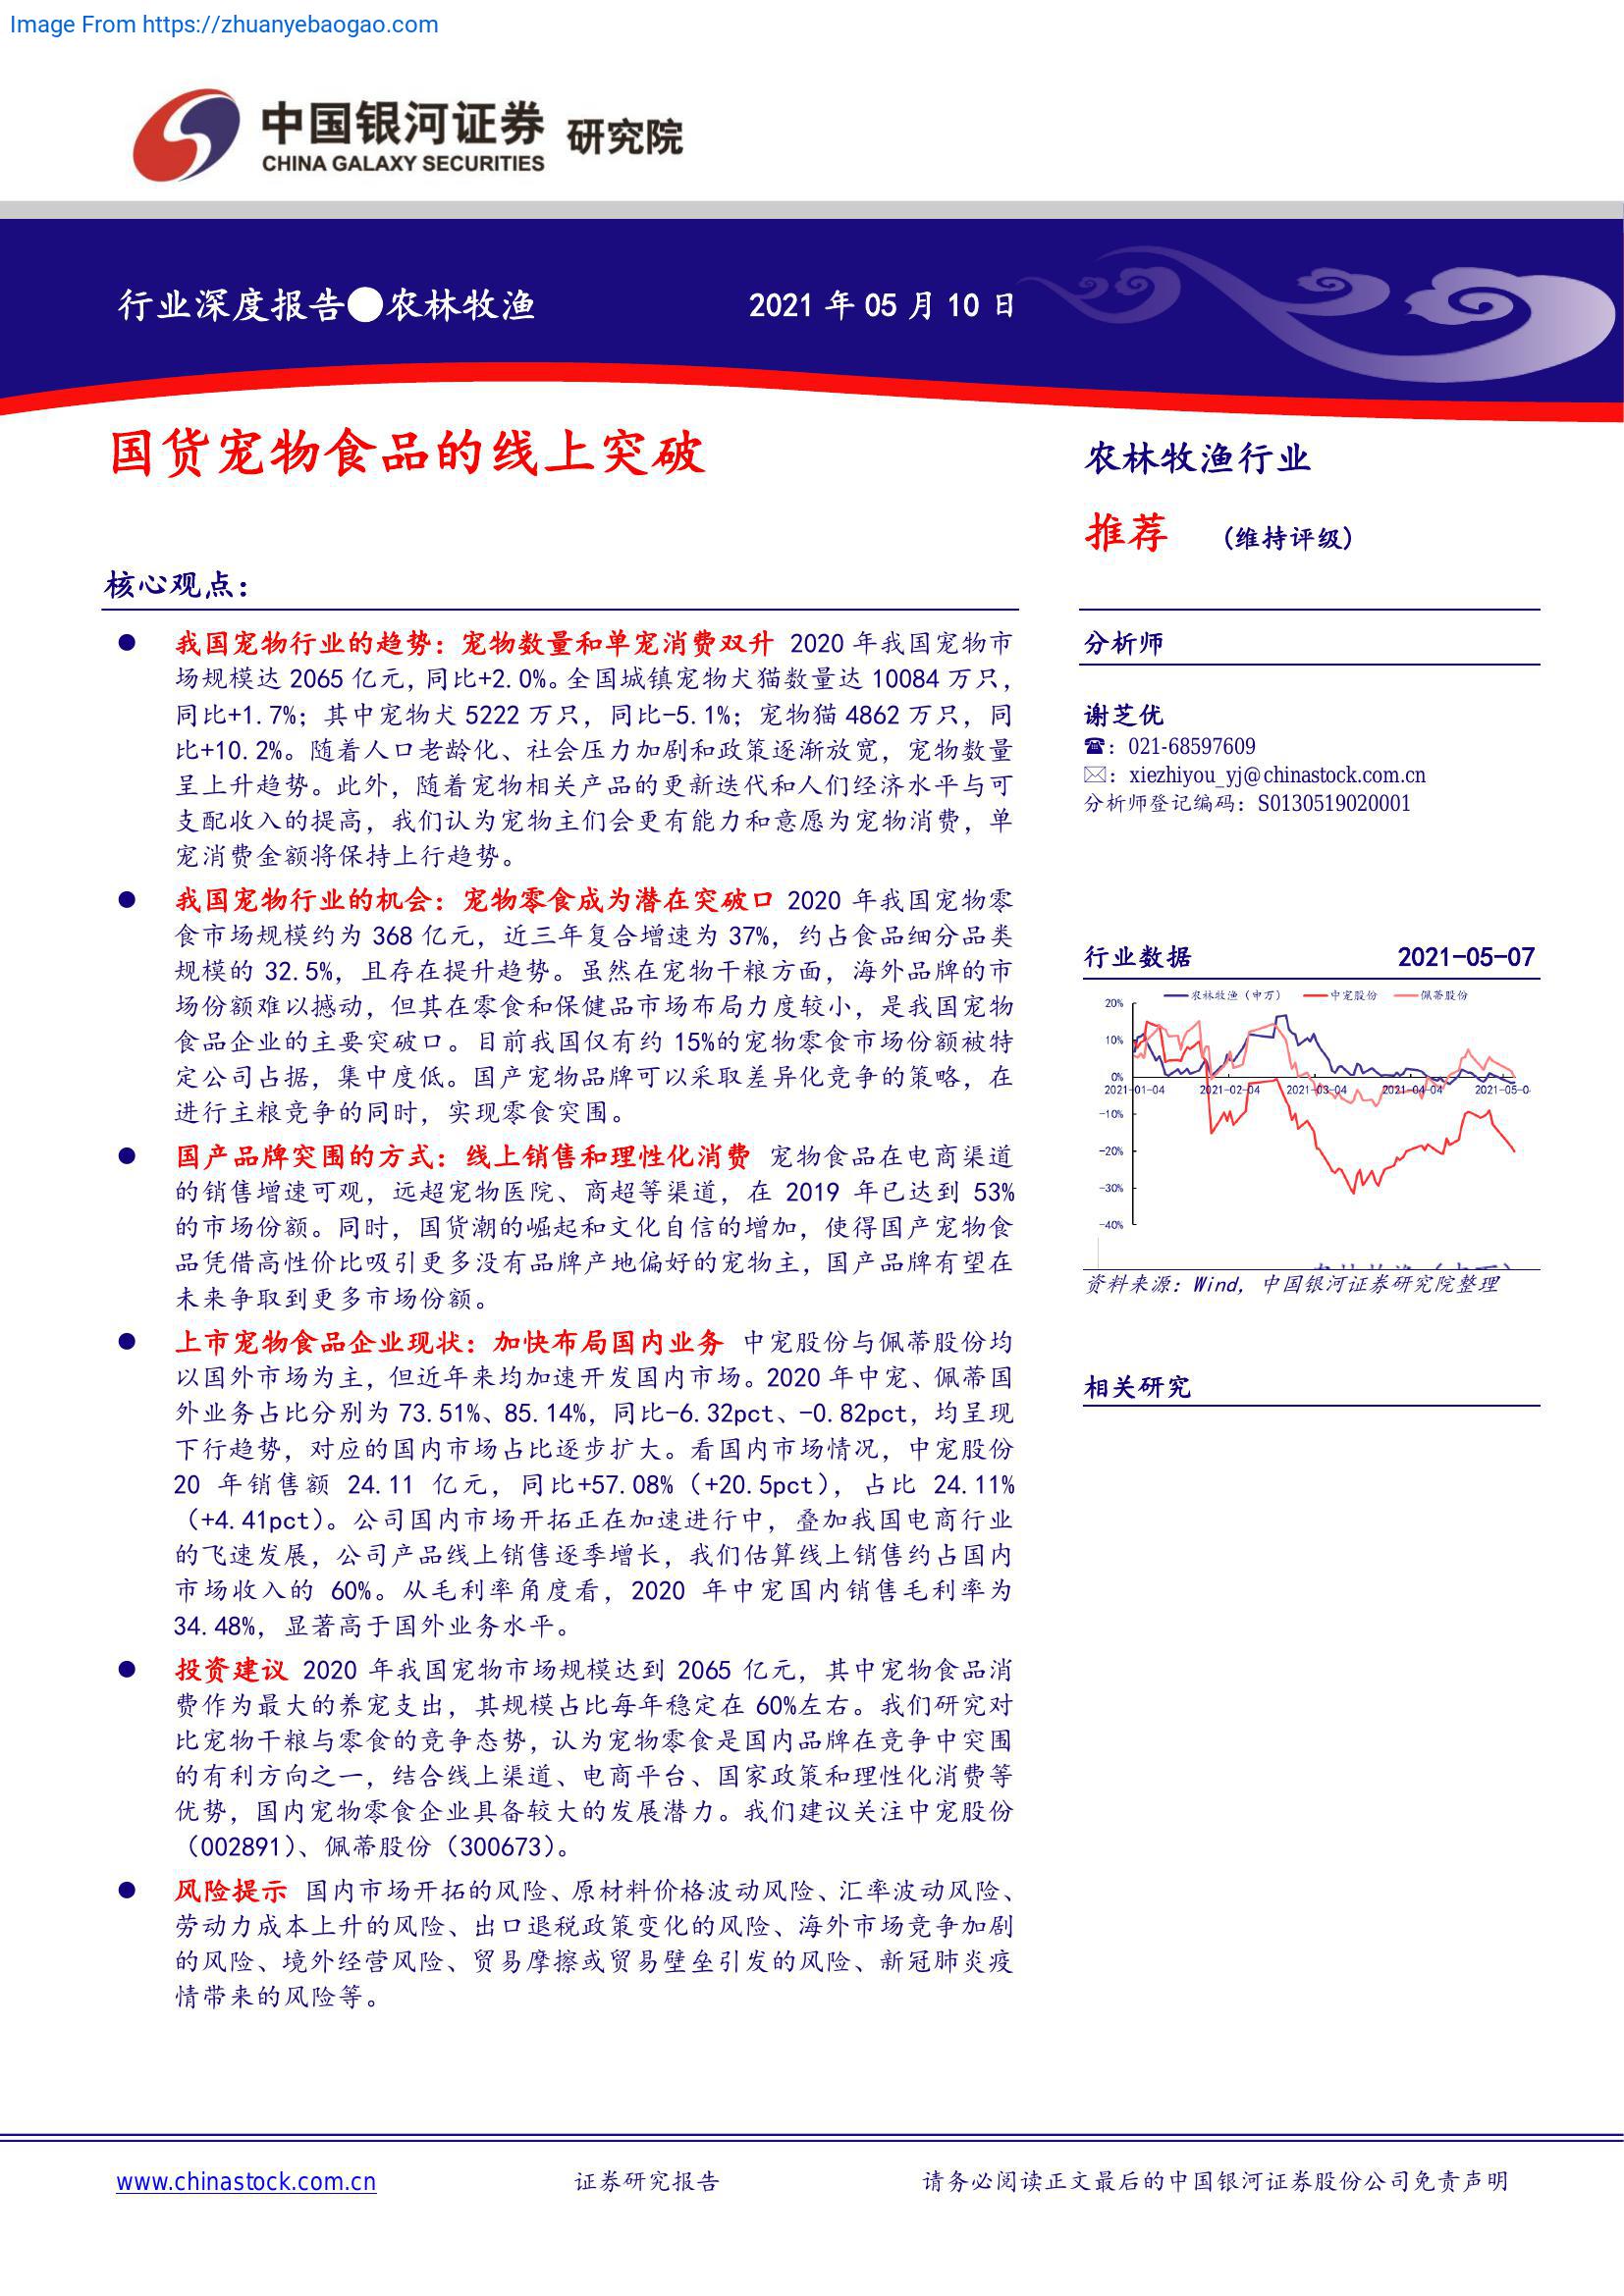 Image From https://zhuanyebaogao.com
中国银河证券 研究院
CHINA GALAXY SECURITIES
行业深度报告●农林牧渔 2021 年 05 月 10 日
国货宠物食品的线上突破
核心观点：
● 我国宠物行业的趋势：宠物数量和单宠消费双升 2020 年我国宠物市
场规模达 2065 亿元，同比+2.0%。全国城镇宠物犬猫数量达 10084 万只，
同比+1.7%；其中宠物犬 5222 万只，同比-5.1%；宠物猫 4862 万只，同
比+10.2%。随着人口老龄化、社会压力加剧和政策逐渐放宽，宠物数量
呈上升趋势。此外，随着宠物相关产品的更新迭代和人们经济水平与可
支配收入的提高，我们认为宠物主们会更有能力和意愿为宠物消费，单
宠消费金额将保持上行趋势。
● 我国宠物行业的机会：宠物零食成为潜在突破口 2020 年我国宠物零
食市场规模约为 368 亿元，近三年复合增速为 37%，约占食品细分品类
规模的 32.5%，且存在提升趋势。虽然在宠物干粮方面，海外品牌的市
场份额难以撼动，但其在零食和保健品市场布局力度较小，是我国宠物
食品企业的主要突破口。目前我国仅有约 15%的宠物零食市场份额被特
定公司占据，集中度低。国产宠物品牌可以采取差异化竞争的策略，在
进行主粮竞争的同时，实现零食突围。
● 国产品牌突围的方式：线上销售和理性化消费 宠物食品在电商渠道
的销售增速可观，远超宠物医院、商超等渠道，在 2019 年已达到 53%
的市场份额。同时，国货潮的崛起和文化自信的增加，使得国产宠物食
品凭借高性价比吸引更多没有品牌产地偏好的宠物主，国产品牌有望在
未来争取到更多市场份额。
● 上市宠物食品企业现状：加快布局国内业务 中宠股份与佩蒂股份均
以国外市场为主，但近年来均加速开发国内市场。2020 年中宠、佩蒂国
外业务占比分别为 73.51%、85.14%，同比-6.32pct、-0.82pct，均呈现
下行趋势，对应的国内市场占比逐步扩大。看国内市场情况，中宠股份
20 年销售额 24.11 亿元，同比+57.08%（+20.5pct），占比 24.11%
（+4.41pct）。公司国内市场开拓正在加速进行中，叠加我国电商行业
的飞速发展，公司产品线上销售逐季增长，我们估算线上销售约占国内
市场收入的 60%。从毛利率角度看，2020 年中宠国内销售毛利率为
34.48%，显著高于国外业务水平。
● 投资建议 2020 年我国宠物市场规模达到 2065 亿元，其中宠物食品消
费作为最大的养宠支出，其规模占比每年稳定在 60%左右。我们研究对
比宠物干粮与零食的竞争态势，认为宠物零食是国内品牌在竞争中突围
的有利方向之一，结合线上渠道、电商平台、国家政策和理性化消费等
优势，国内宠物零食企业具备较大的发展潜力。我们建议关注中宠股份
（002891）、佩蒂股份（300673）。
● 风险提示 国内市场开拓的风险、原材料价格波动风险、汇率波动风险、
劳动力成本上升的风险、出口退税政策变化的风险、海外市场竞争加剧
的风险、境外经营风险、贸易摩擦或贸易壁垒引发的风险、新冠肺炎疫
情带来的风险等。
农林牧渔行业
推荐 （维持评级）
分析师
谢芝优
☎：021-68597609
✉：xiezhiyou_yj@chinastock.com.cn
分析师登记编码：S0130519020001
行业数据 2021-05-07
农林牧渔（申万） 中宠股份 佩蒂股份
20%
10%
0%
2021-01-04 2021-02-04 2021-03-04 2021-04-04 2021-05-0
-10%
-20%
-30%
-40%
资料来源：Wind，中国银河证券研究院整理
相关研究
www.chinastock.com.cn 证券研究报告 请务必阅读正文最后的中国银河证券股份公司免责声明